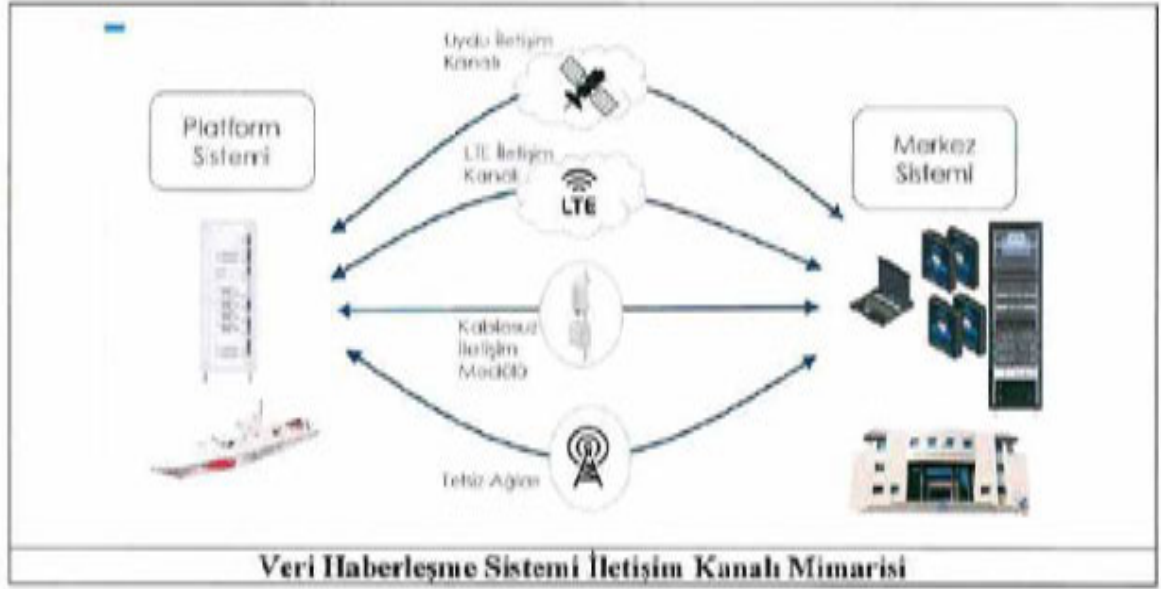 Uydu İletişim
Kanalı
Platform
Sistemi
LTE İletişim
Kanalı
LTE
Merkez
Sistemi
Kablosuz
İletişim
Modülü
Telsiz Ağları
Veri Haberleşme Sistemi İletişim Kanalı Mimarisi